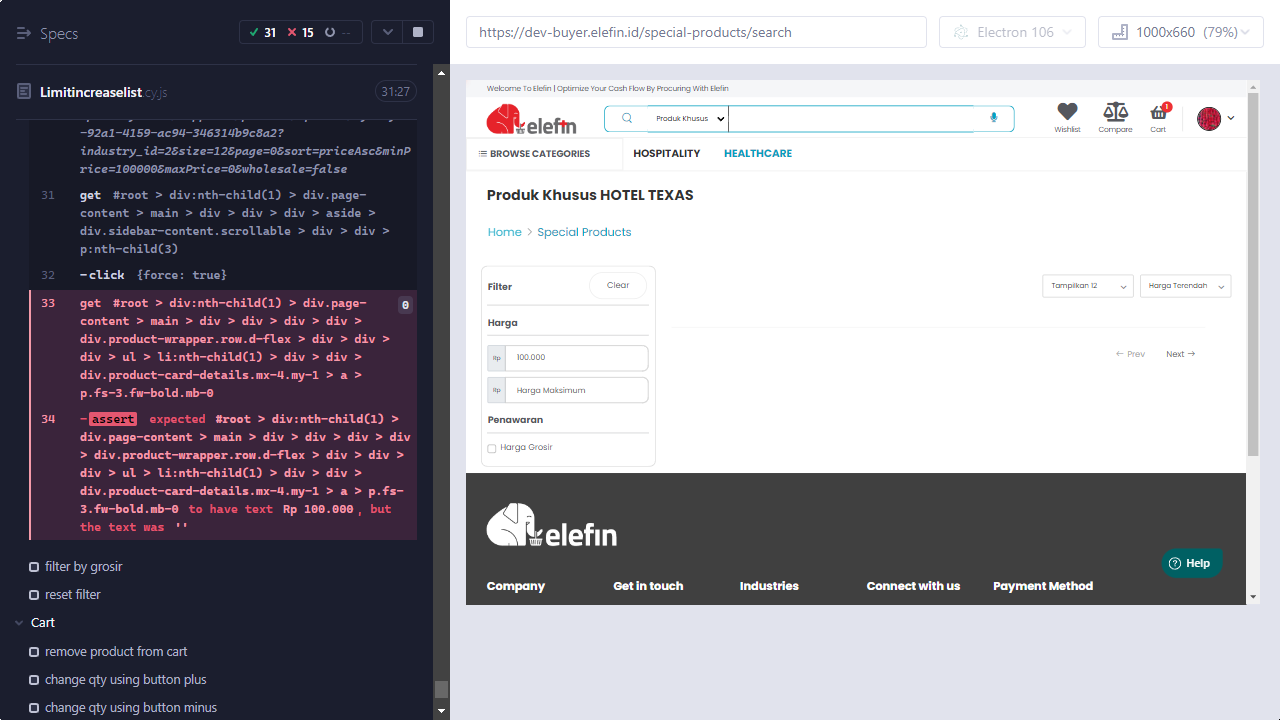 Specs
31
15
--
Limitincreaselist.cy.js
31:27
-92a1-4159-ac94-346314b9c8a2?
industry_id=2&size=12&page=0&sort=priceAsc&minP
rice=100000&maxPrice=0&wholesale=false
31 get #root > div:nth-child(1) > div.page-
content > main > div > div > div > aside >
div.sidebar-content.scrollable > div > div >
p:nth-child(3)
32 -click {force: true}
33 get #root > div:nth-child(1) > div.page- 0
content > main > div > div > div > div >
div.product-wrapper.row.d-flex > div > div >
div > ul > li:nth-child(1) > div > div >
div.product-card-details.mx-4.my-1 > a >
p.fs-3.fw-bold.mb-0
34 -assert expected #root > div:nth-child(1) >
div.page-content > main > div > div > div > div
> div.product-wrapper.row.d-flex > div > div >
div > ul > li:nth-child(1) > div > div >
div.product-card-details.mx-4.my-1 > a > p.fs-
3.fw-bold.mb-0 to have text Rp 100.000, but
the text was ''
filter by grosir
reset filter
Cart
remove product from cart
change qty using button plus
change qty using button minus
https://dev-buyer.elefin.id/special-products/search
Electron 106
1000x660 (79%)
Welcome To Elefin | Optimize Your Cash Flow By Procuring With Elefin
elefin
Produk Khusus
Wishlist
Compare
1
Cart
BROWSE CATEGORIES
HOSPITALITY
HEALTHCARE
Produk Khusus HOTEL TEXAS
Home > Special Products
Filter
Clear
Tampilkan 12
Harga Terendah
Harga
Rp 100.000
Rp Harga Maksimum
← Prev
Next →
Penawaran
Harga Grosir
elefin
Help
Company
Get in touch
Industries
Connect with us
Payment Method